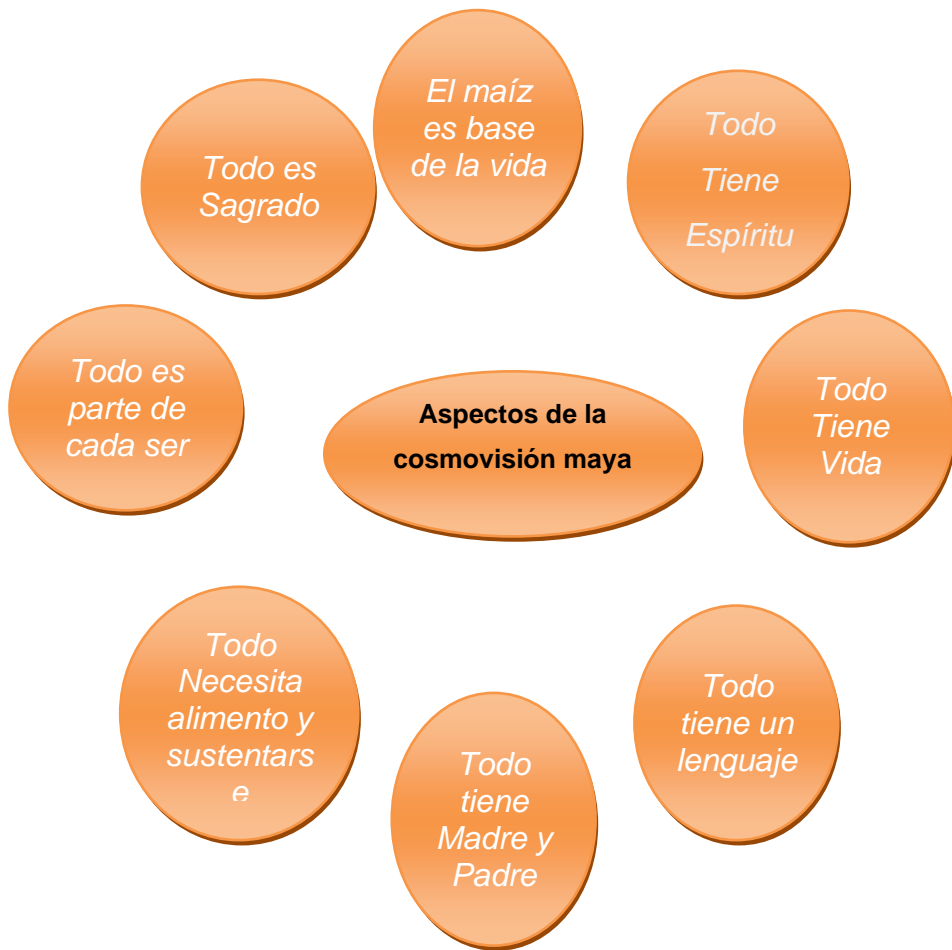 El maíz
es base
de la vida
Todo
Tiene
Espíritu
Todo
Tiene
Vida
Todo
tiene un
lenguaje
Todo
tiene
Madre y
Padre
Todo
Necesita
alimento y
sustentars
e
Todo es
parte de
cada ser
Todo es
Sagrado
Aspectos de la
cosmovisión maya